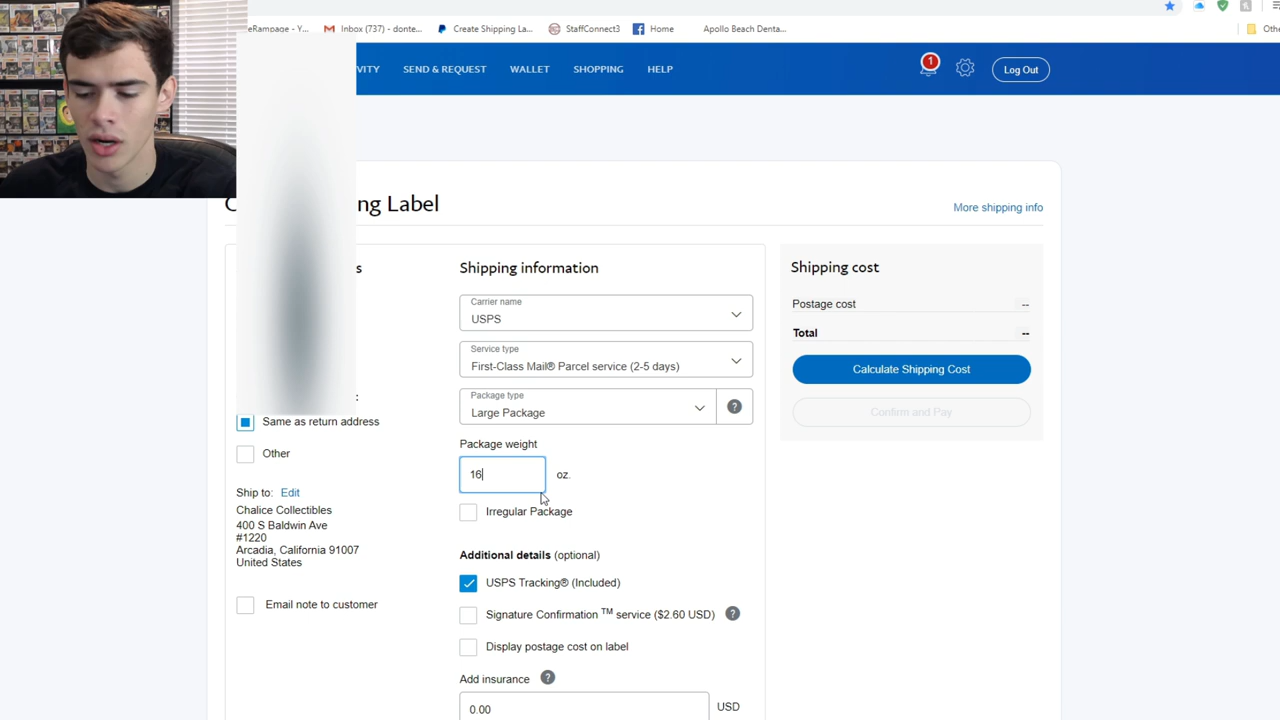 eRampage - Y...
Inbox (737) - donte...
Create Shipping La...
StaffConnect3
Home
Apollo Beach Denta...
Othe
VITY
SEND & REQUEST
WALLET
SHOPPING
HELP
1
Log Out
C
ng Label
More shipping info
s
:
Same as return address
Other
Ship to: Edit
Chalice Collectibles
400 S Baldwin Ave
#1220
Arcadia, California 91007
United States
Email note to customer
Shipping information
Carrier name
USPS
Service type
First-Class Mail® Parcel service (2-5 days)
Package type
Large Package
?
Package weight
16
oz.
Irregular Package
Additional details (optional)
USPS Tracking® (Included)
Signature Confirmation TM service ($2.60 USD)
?
Display postage cost on label
Add insurance
?
0.00
USD
Shipping cost
Postage cost --
Total --
Calculate Shipping Cost
Confirm and Pay